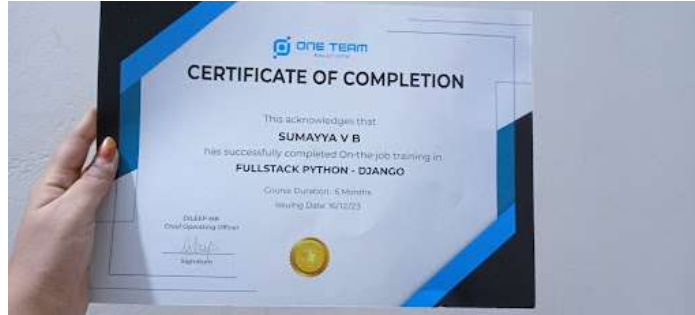 ONE TEAM
SOLUTIONS
CERTIFICATE OF COMPLETION
This acknowledges that
SUMAYYA V B
has successfully completed On-the-job training in
FULLSTACK PYTHON - DJANGO
Course Duration: 6 Months
Issuing Date: 16/12/23
Chief Operating Officer
Signature